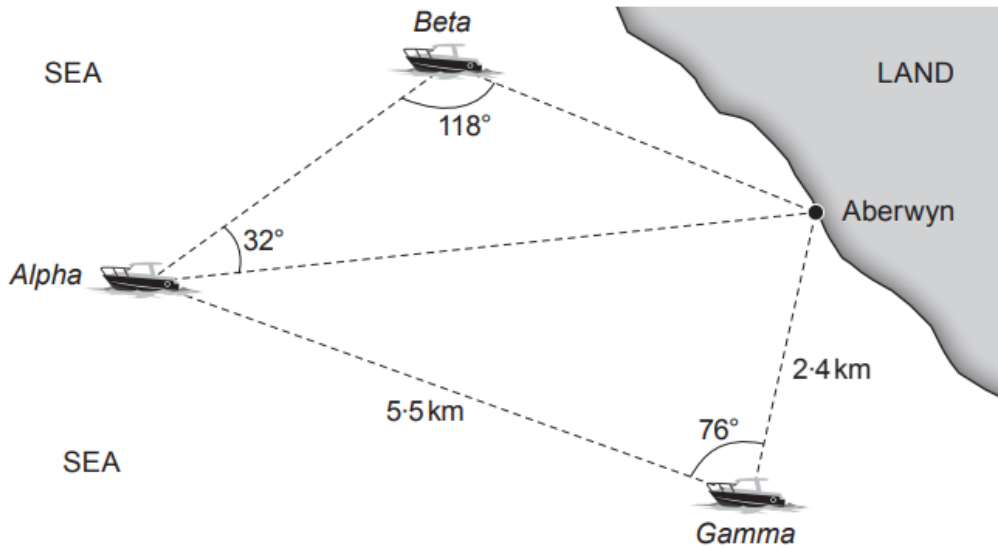 Beta
SEA
LAND
118°
Aberwyn
32°
Alpha
2·4 km
5·5 km
76°
SEA
Gamma